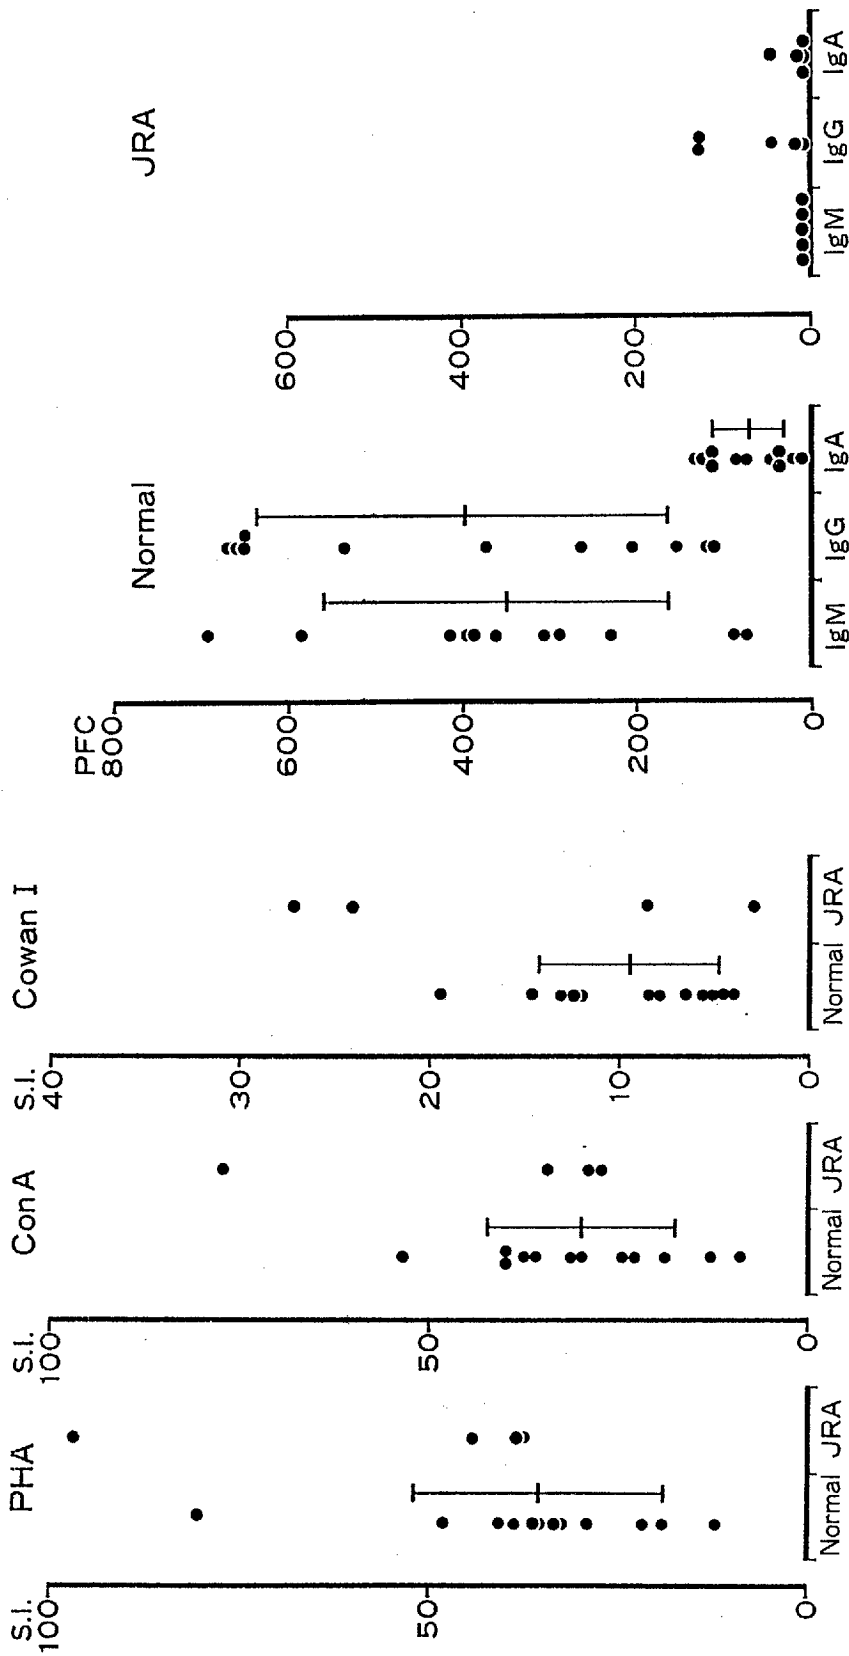 PHA
S.I.
100
50
0
Normal JRA
Con A
S.I.
100
50
0
Normal JRA
Cowan I
S.I.
40
30
20
10
0
Normal JRA
Normal
PFC
800
600
400
200
0
IgM IgG IgA
JRA
600
400
200
0
IgM IgG IgA